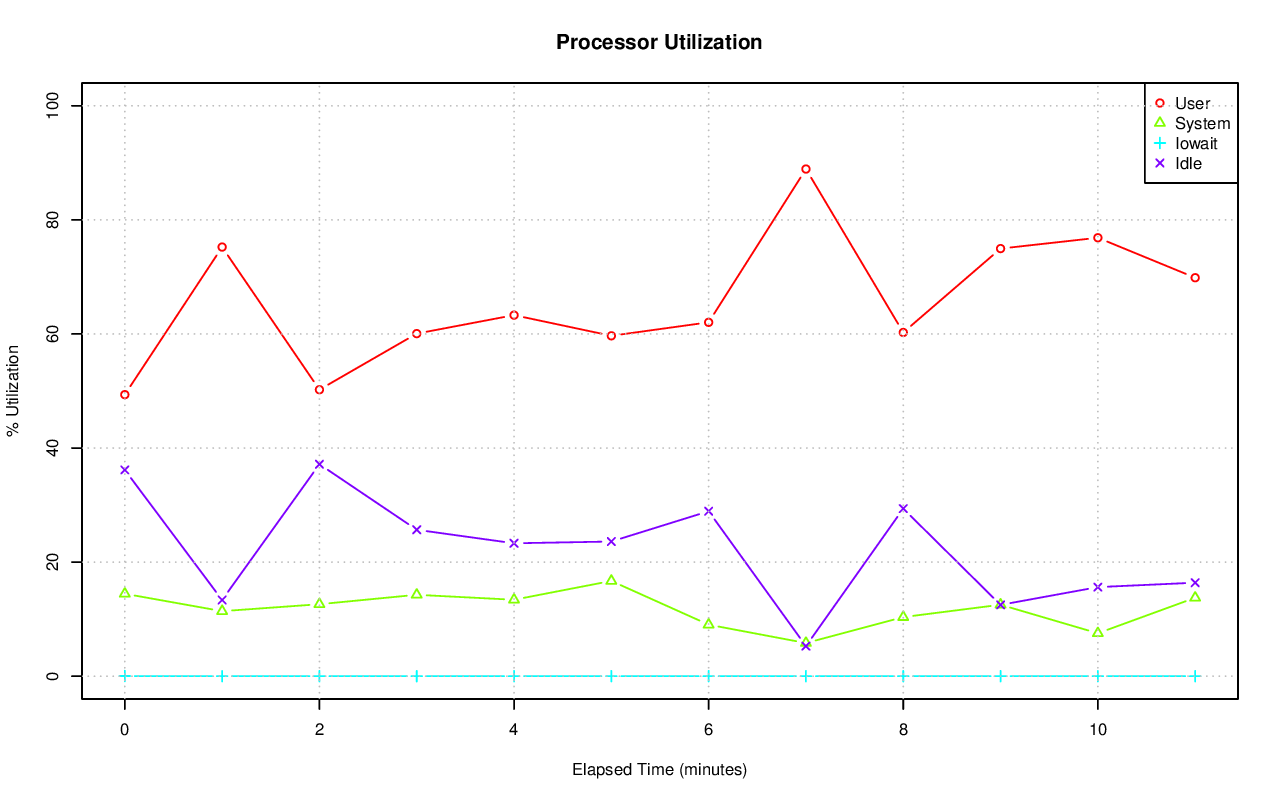 Processor Utilization
100
80
60
40
20
0
% Utilization
User
System
Iowait
Idle
0 2 4 6 8 10
Elapsed Time (minutes)